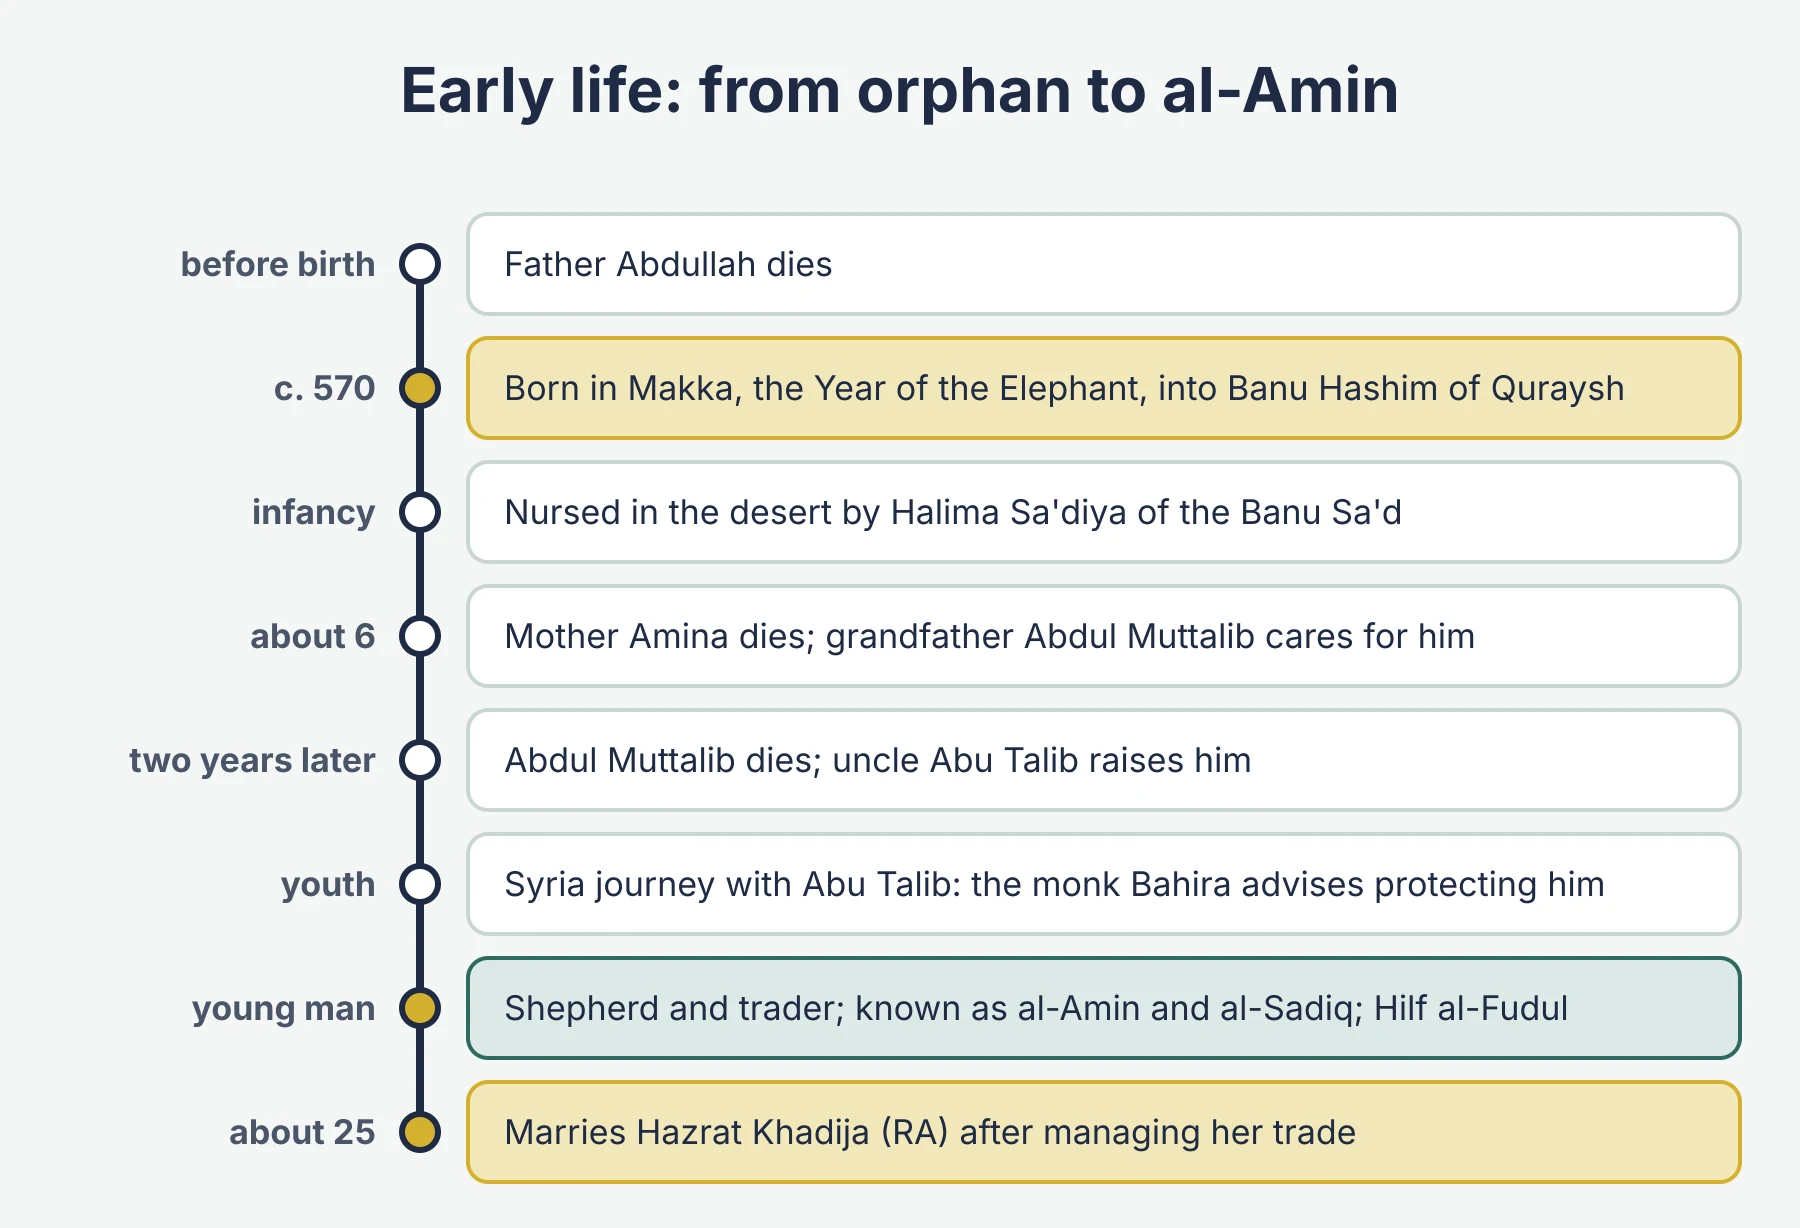 Early life: from orphan to al-Amin
before birth
Father Abdullah dies
c. 570
Born in Makka, the Year of the Elephant, into Banu Hashim of Quraysh
infancy
Nursed in the desert by Halima Sa'diya of the Banu Sa'd
about 6
Mother Amina dies; grandfather Abdul Muttalib cares for him
two years later
Abdul Muttalib dies; uncle Abu Talib raises him
youth
Syria journey with Abu Talib: the monk Bahira advises protecting him
young man
Shepherd and trader; known as al-Amin and al-Sadiq; Hilf al-Fudul
about 25
Marries Hazrat Khadija (RA) after managing her trade